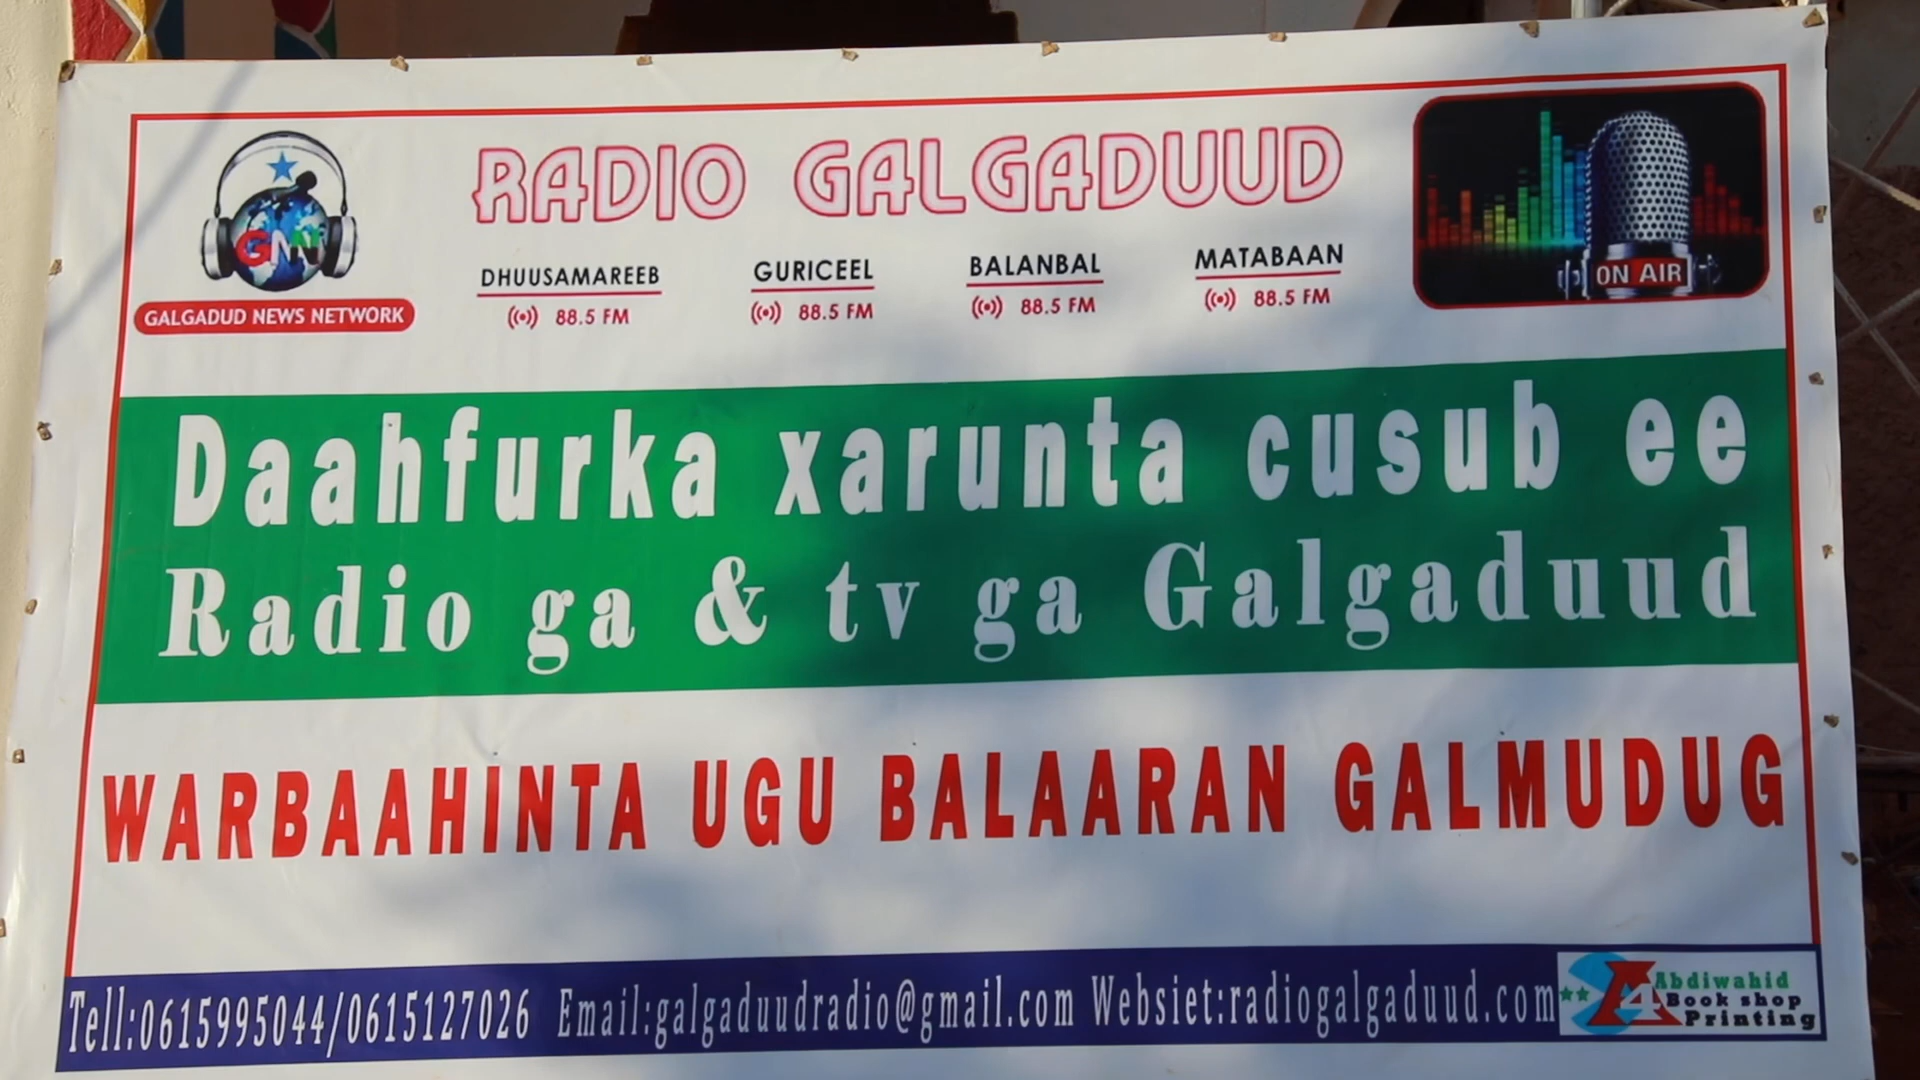 RADIO GALGADUUD
GNN
GALGADUD NEWS NETWORK
DHUUSAMAREEB
88.5 FM
GURICEEL
88.5 FM
BALANBAL
88.5 FM
MATABAAN
88.5 FM
ON AIR
Daahfurka xarunta cusub ee
Radio ga & tv ga Galgaduud
WARBAAHINTA UGU BALAARAN GALMUDUG
Tell:0615995044/0615127026 Email:galgaduudradio@gmail.com Websiet:radiogalgaduud.com
A4
Abdiwahid
Book shop
Printing